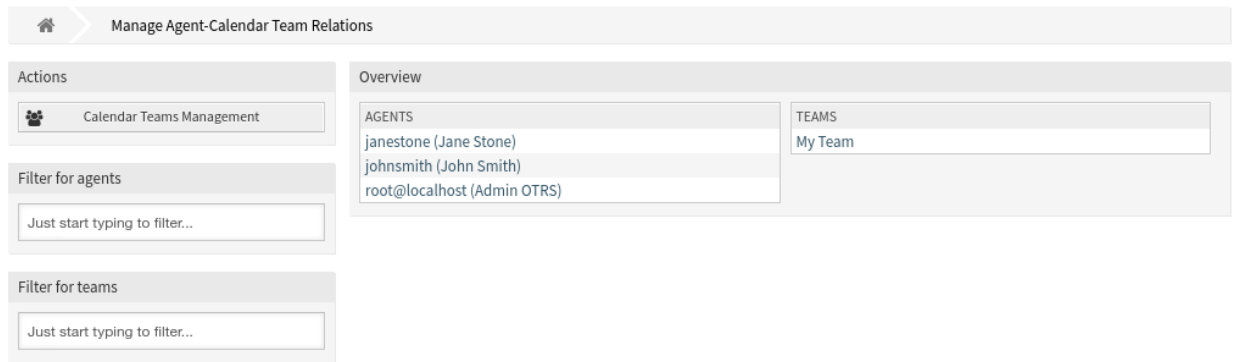 Manage Agent-Calendar Team Relations
Actions
Calendar Teams Management
Filter for agents
Just start typing to filter...
Filter for teams
Just start typing to filter...
Overview
AGENTS
janestone (Jane Stone)
johnsmith (John Smith)
root@localhost (Admin OTRS)
TEAMS
My Team